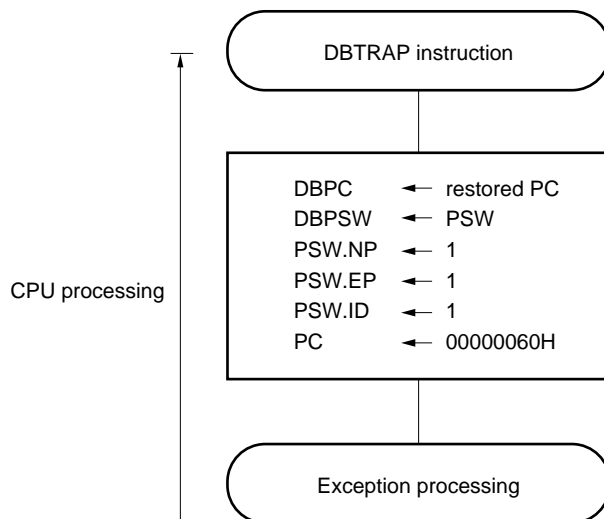 DBTRAP instruction
DBPC ← restored PC
DBPSW ← PSW
PSW.NP ← 1
PSW.EP ← 1
CPU processing
PSW.ID ← 1
PC ← 00000060H
Exception processing